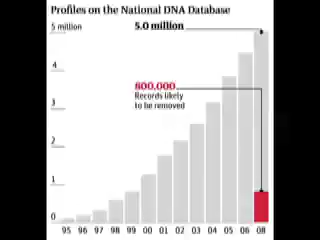 Profiles on the National DNA Database
5 million
5.0 million
4
800,000
Records likely
to be removed
3
2
1
0
95 96 97 98 99 00 01 02 03 04 05 06 08